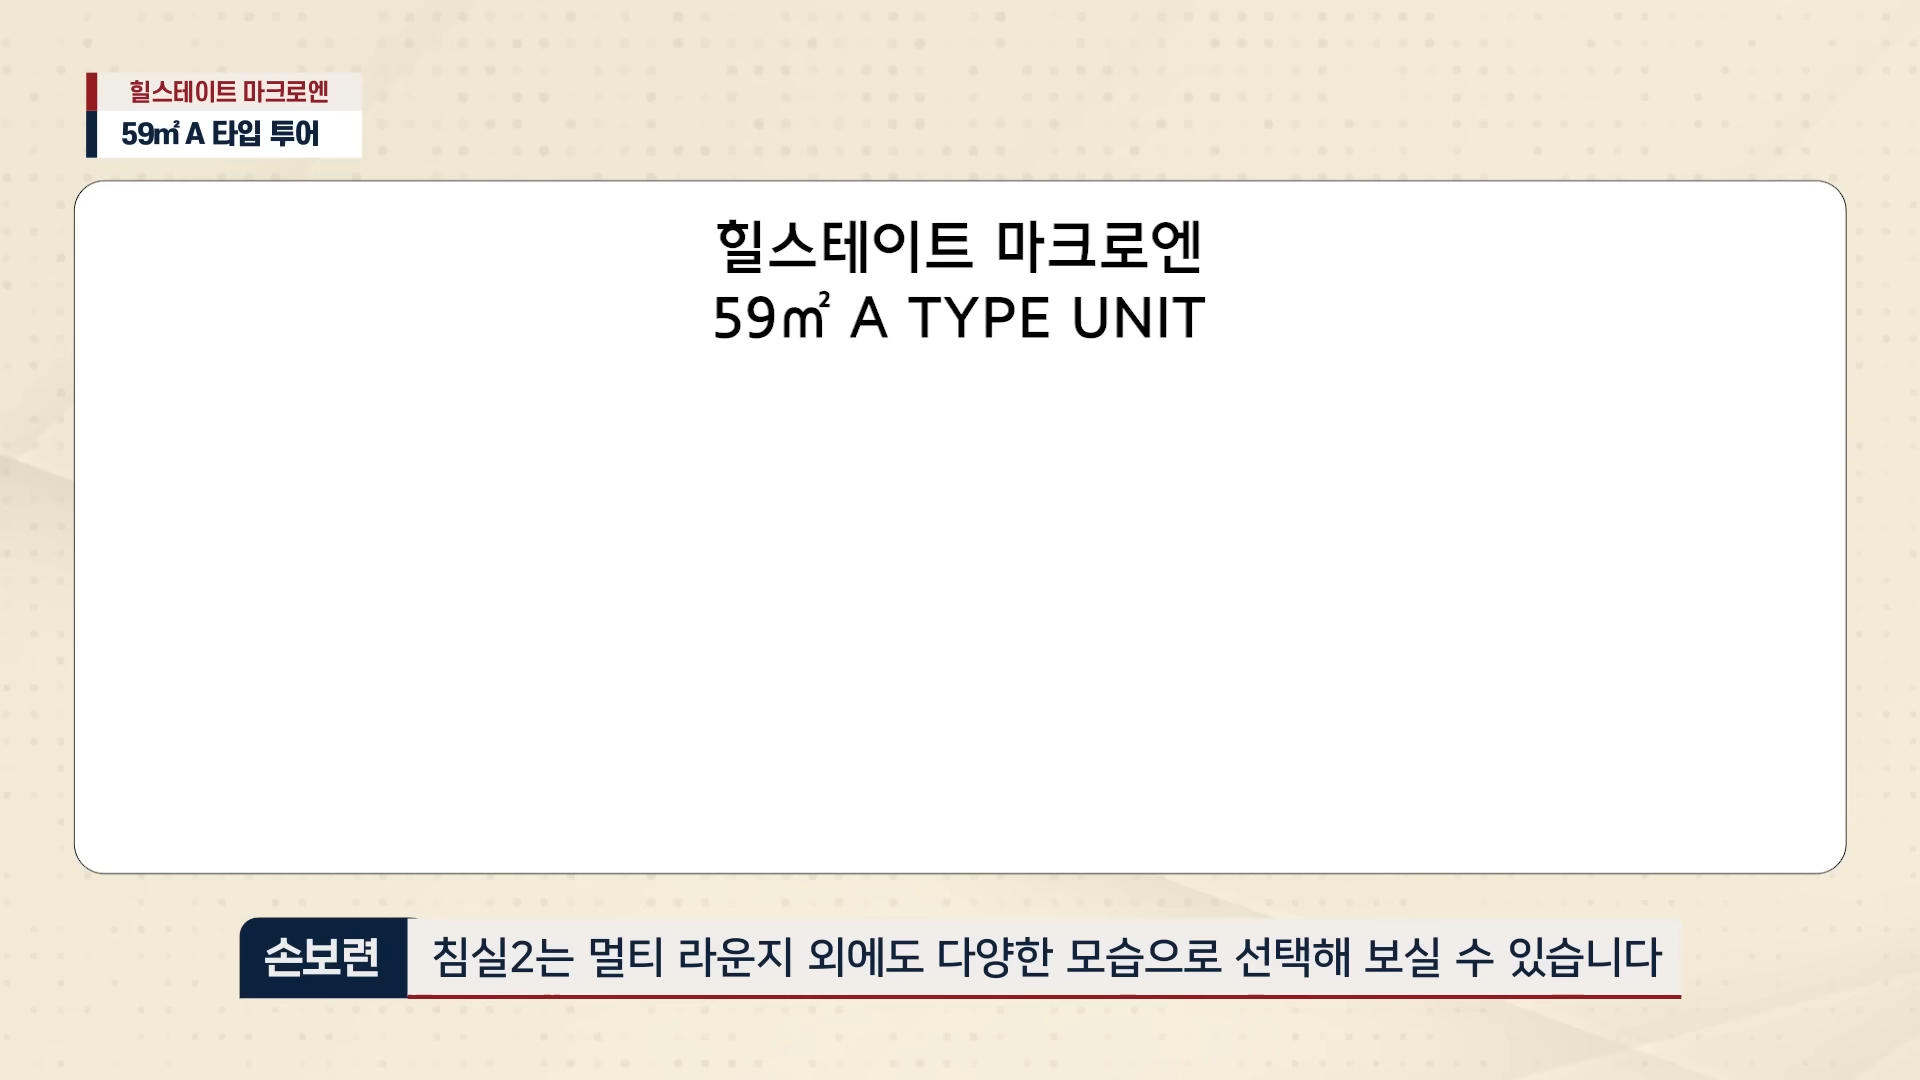 힐스테이트 마크로엔
59㎡ A 타입 투어
힐스테이트 마크로엔
59㎡ A TYPE UNIT
손보련 침실2는 멀티 라운지 외에도 다양한 모습으로 선택해 보실 수 있습니다